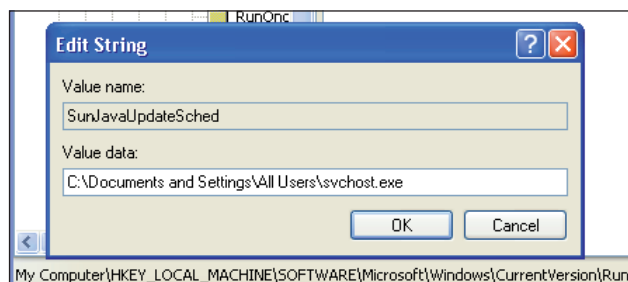 RunOnc
Edit String
Value name:
SunJavaUpdateSched
Value data:
C:\Documents and Settings\All Users\svchost.exe
OK Cancel
My Computer\HKEY_LOCAL_MACHINE\SOFTWARE\Microsoft\Windows\CurrentVersion\Run